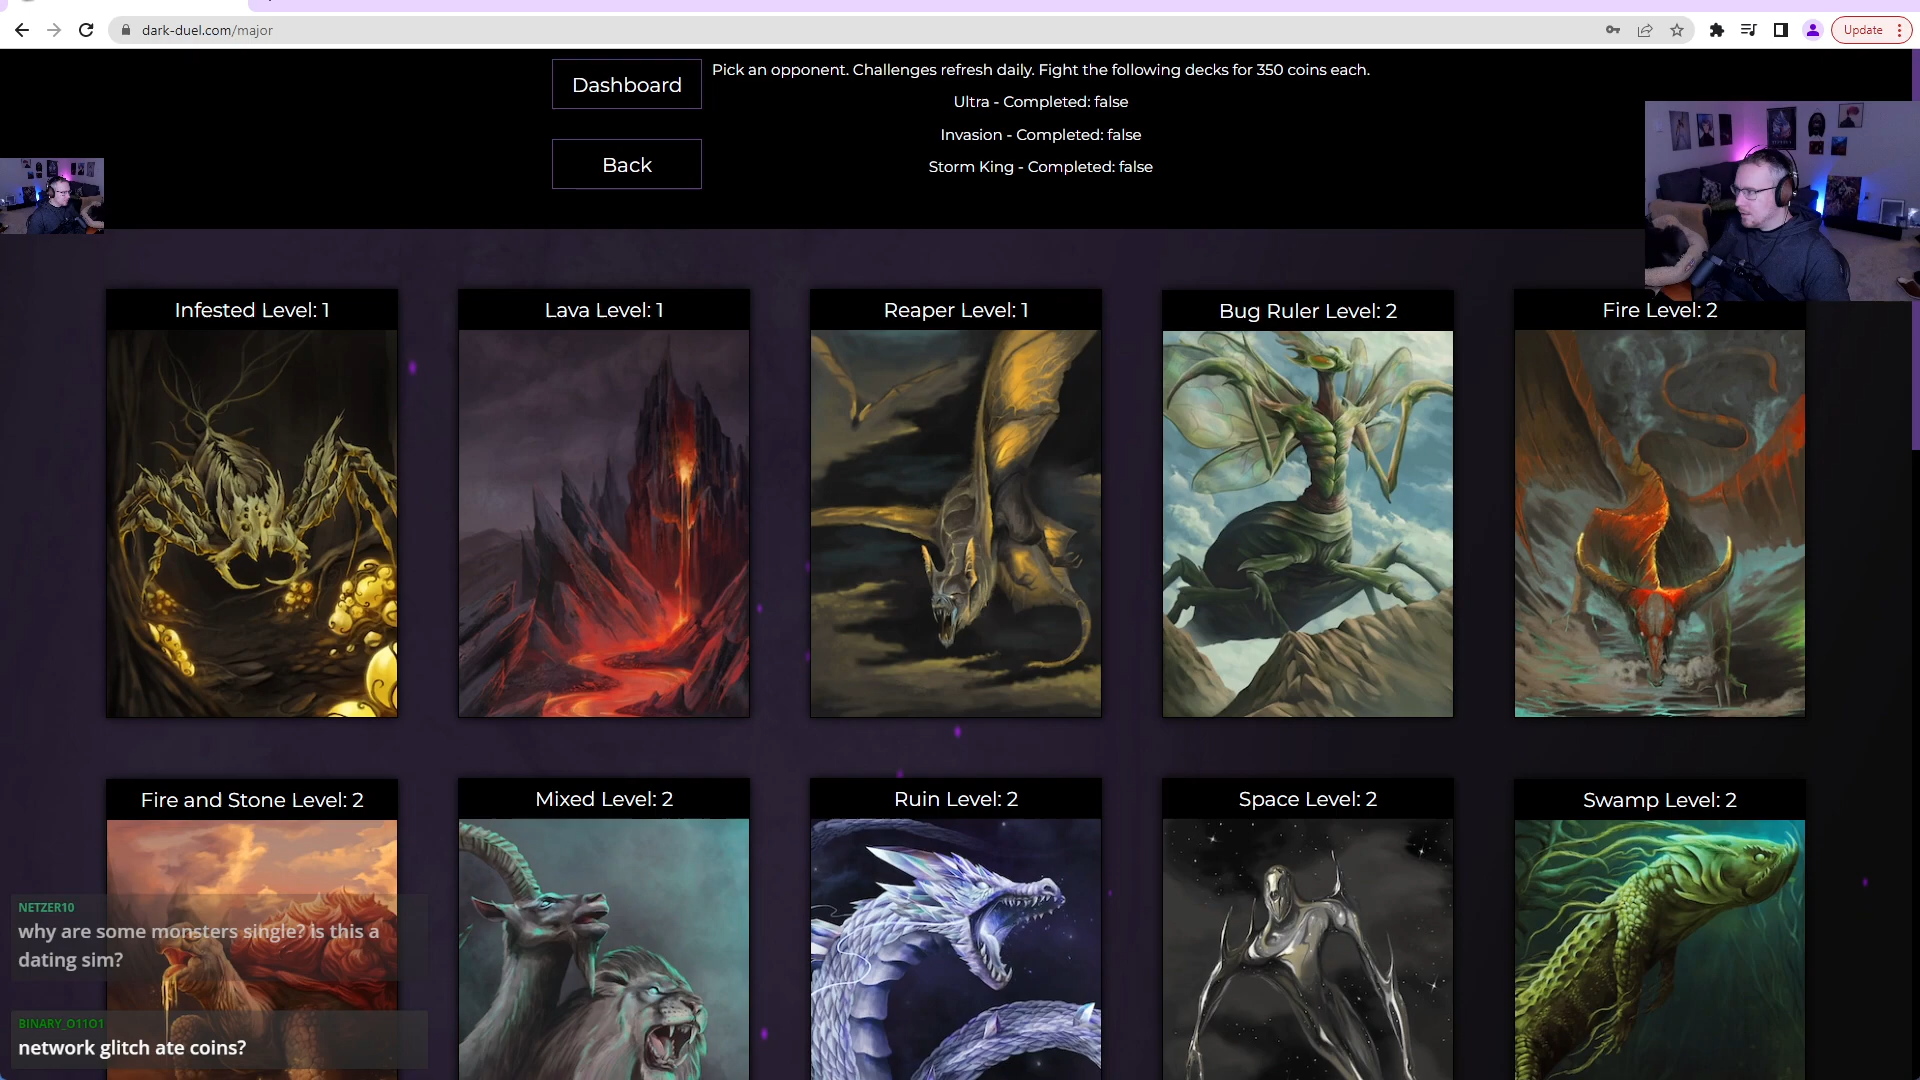 dark-duel.com/major
Update
Dashboard
Back
Pick an opponent. Challenges refresh daily. Fight the following decks for 350 coins each.
Ultra - Completed: false
Invasion - Completed: false
Storm King - Completed: false
Infested Level: 1
Lava Level: 1
Reaper Level: 1
Bug Ruler Level: 2
Fire Level: 2
Fire and Stone Level: 2
Mixed Level: 2
Ruin Level: 2
Space Level: 2
Swamp Level: 2
NETZER10
why are some monsters single? is this a
dating sim?
BINARY_O11O1
network glitch ate coins?